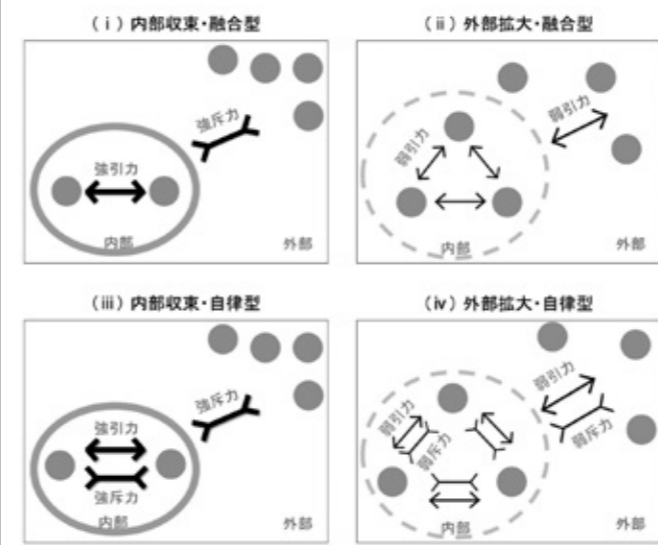 （ⅰ）内部収束・融合型
強斥力
強引力
内部
外部
（ⅱ）外部拡大・融合型
弱引力
弱引力
内部
外部
（ⅲ）内部収束・自律型
強斥力
強引力
強斥力
内部
外部
（ⅳ）外部拡大・自律型
弱引力
弱斥力
弱引力
弱斥力
内部
外部